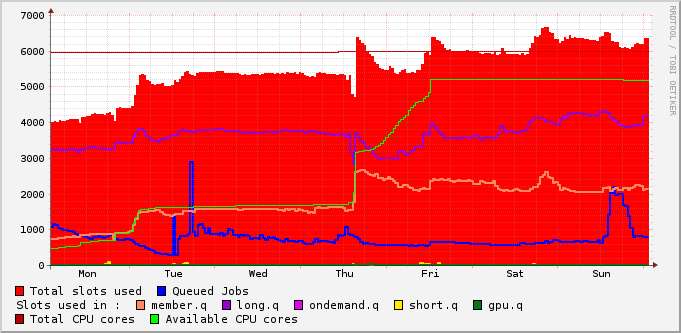 RRDTOOL / TOBI OETIKER
7000
6000
5000
4000
3000
2000
1000
0
Mon Tue Wed Thu Fri Sat Sun
Total slots used Queued Jobs
Slots used in : member.q long.q ondemand.q short.q gpu.q
Total CPU cores Available CPU cores